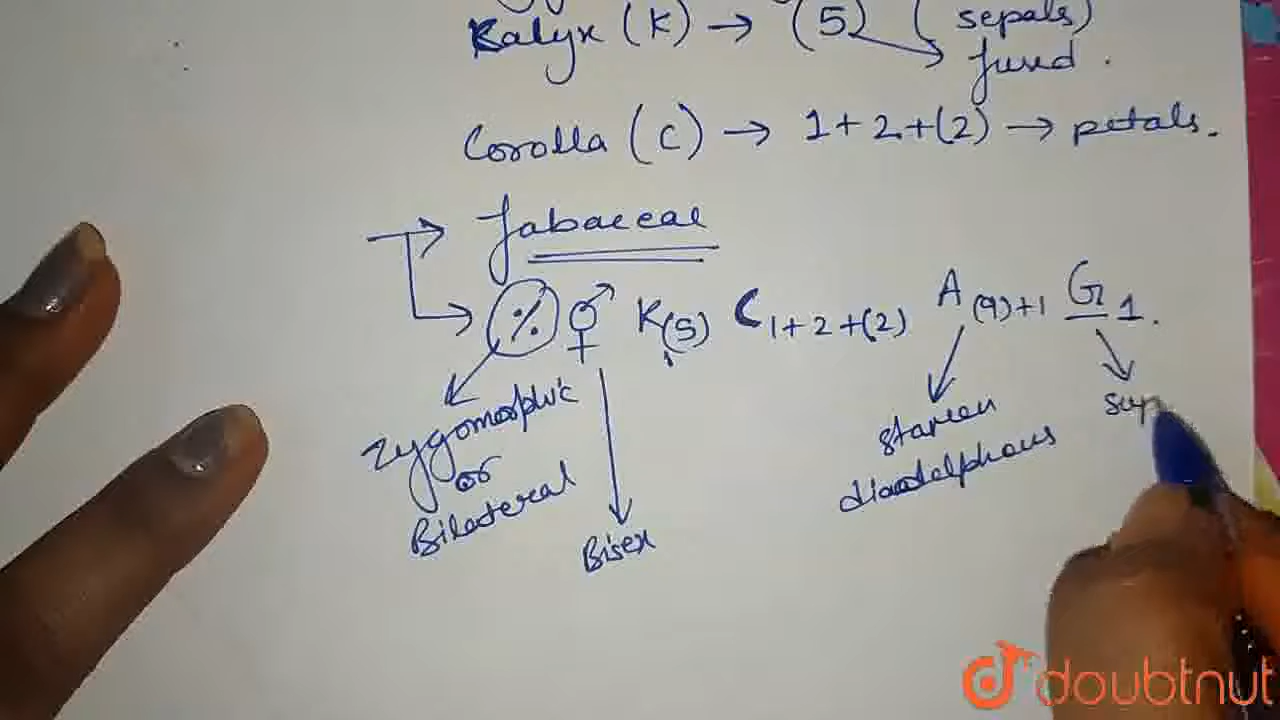 Kalyx (K) → (5) (sepals)
fused.
Corolla (C) → 1+2+(2) → petals.
→ fabaceae
→ % ⚥ K(5) C1+2+(2) A(9)+1 G1.
zygomorphic
or
Bilateral
Bisex
stamen
diadelphous
sup
doubtnut